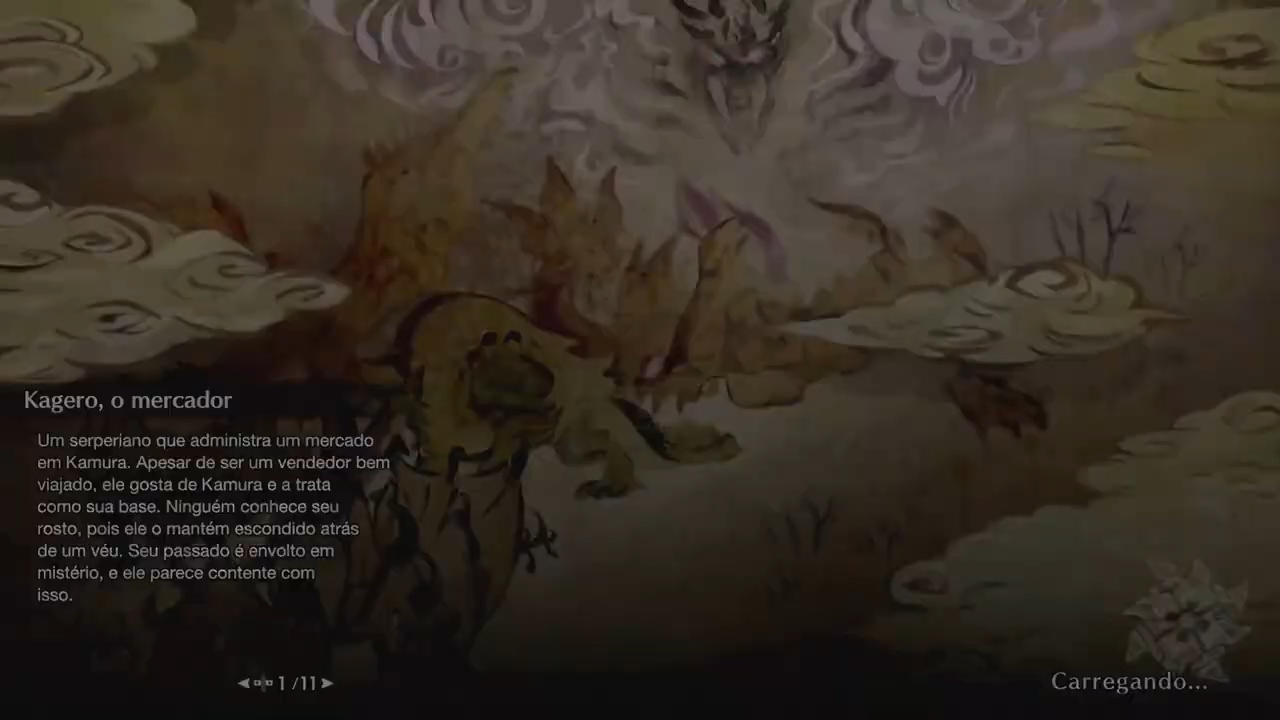 Kagero, o mercador
Um serperiano que administra um mercado
em Kamura. Apesar de ser um vendedor bem
viajado, ele gosta de Kamura e a trata
como sua base. Ninguém conhece seu
rosto, pois ele o mantém escondido atrás
de um véu. Seu passado é envolto em
mistério, e ele parece contente com
isso.
1 /11
Carregando...